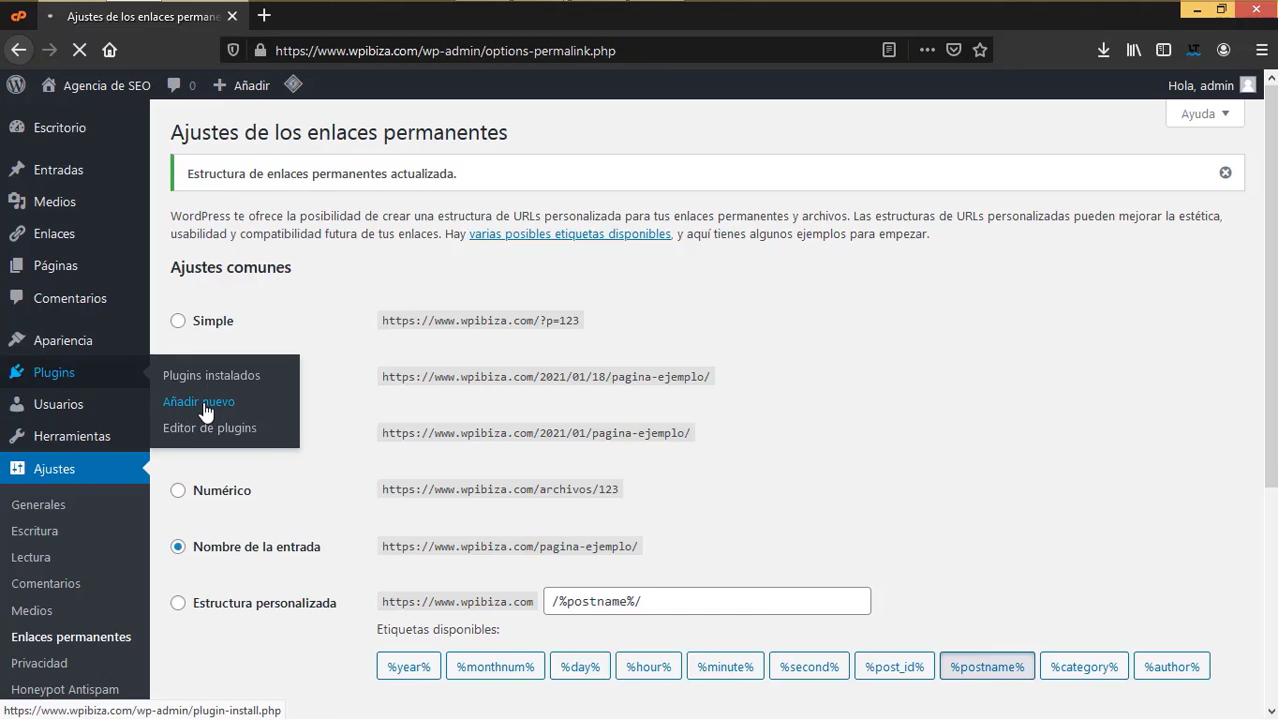 Ajustes de los enlaces permane
https://www.wpibiza.com/wp-admin/options-permalink.php
Agencia de SEO
0
Añadir
Hola, admin
Ayuda
Escritorio
Entradas
Medios
Enlaces
Páginas
Comentarios
Apariencia
Plugins
Usuarios
Herramientas
Ajustes
Generales
Escritura
Lectura
Comentarios
Medios
Enlaces permanentes
Privacidad
Honeypot Antispam
Plugins instalados
Añadir nuevo
Editor de plugins
Ajustes de los enlaces permanentes
Estructura de enlaces permanentes actualizada.
WordPress te ofrece la posibilidad de crear una estructura de URLs personalizada para tus enlaces permanentes y archivos. Las estructuras de URLs personalizadas pueden mejorar la estética,
usabilidad y compatibilidad futura de tus enlaces. Hay varias posibles etiquetas disponibles, y aquí tienes algunos ejemplos para empezar.
Ajustes comunes
Simple https://www.wpibiza.com/?p=123
https://www.wpibiza.com/2021/01/18/pagina-ejemplo/
https://www.wpibiza.com/2021/01/pagina-ejemplo/
Numérico https://www.wpibiza.com/archivos/123
Nombre de la entrada https://www.wpibiza.com/pagina-ejemplo/
Estructura personalizada https://www.wpibiza.com /%postname%/
Etiquetas disponibles:
%year% %monthnum% %day% %hour% %minute% %second% %post_id% %postname% %category% %author%
https://www.wpibiza.com/wp-admin/plugin-install.php